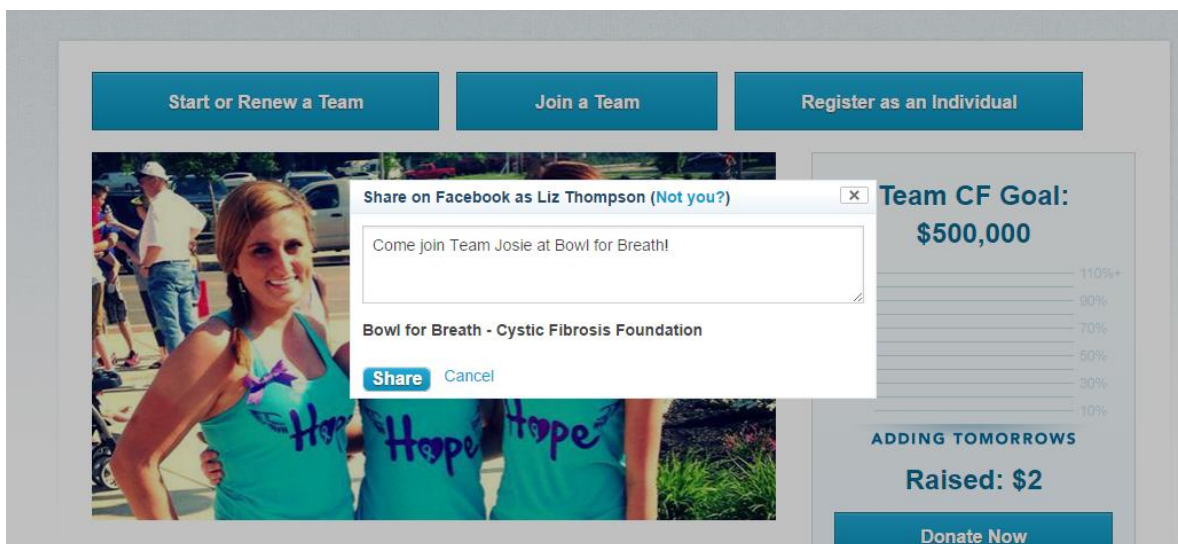 Start or Renew a Team
Join a Team
Register as an Individual
Share on Facebook as Liz Thompson (Not you?)
Come join Team Josie at Bowl for Breath!
Bowl for Breath - Cystic Fibrosis Foundation
Share
Cancel
Hope
Hope
Hope
Team CF Goal:
$500,000
110%+
90%
70%
50%
30%
10%
ADDING TOMORROWS
Raised: $2
Donate Now